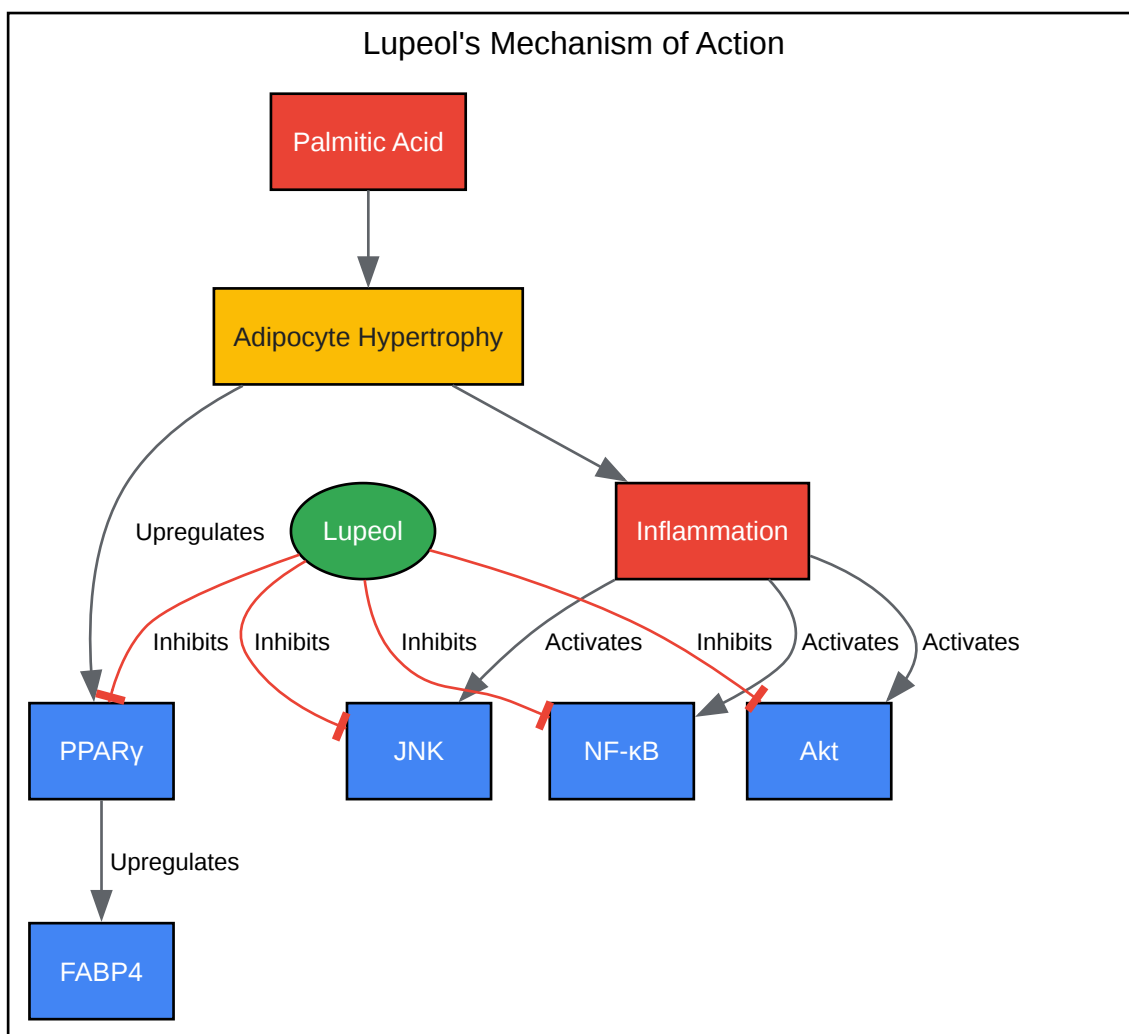 Lupeol's Mechanism of Action
Palmitic Acid
Adipocyte Hypertrophy
Upregulates
Lupeol
Inflammation
Inhibits
Inhibits
Inhibits
Activates
Inhibits
Activates
Activates
PPARγ
JNK
NF-κB
Akt
Upregulates
FABP4